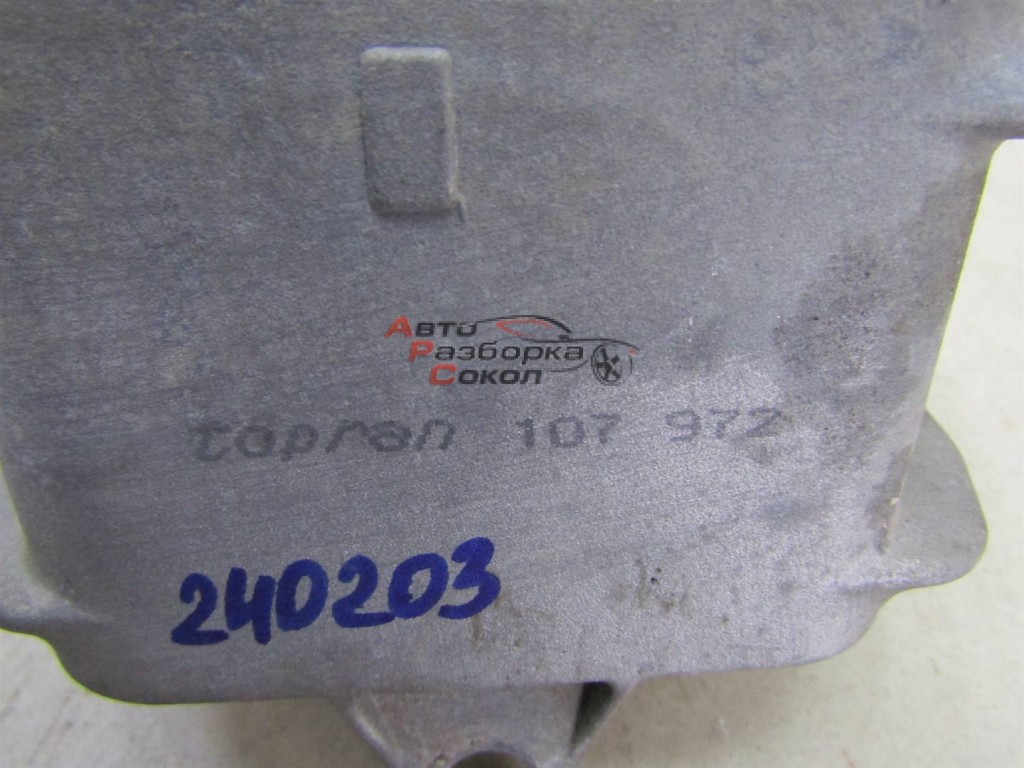 Авто
Разборка
Сокол
topran 107 972
240203